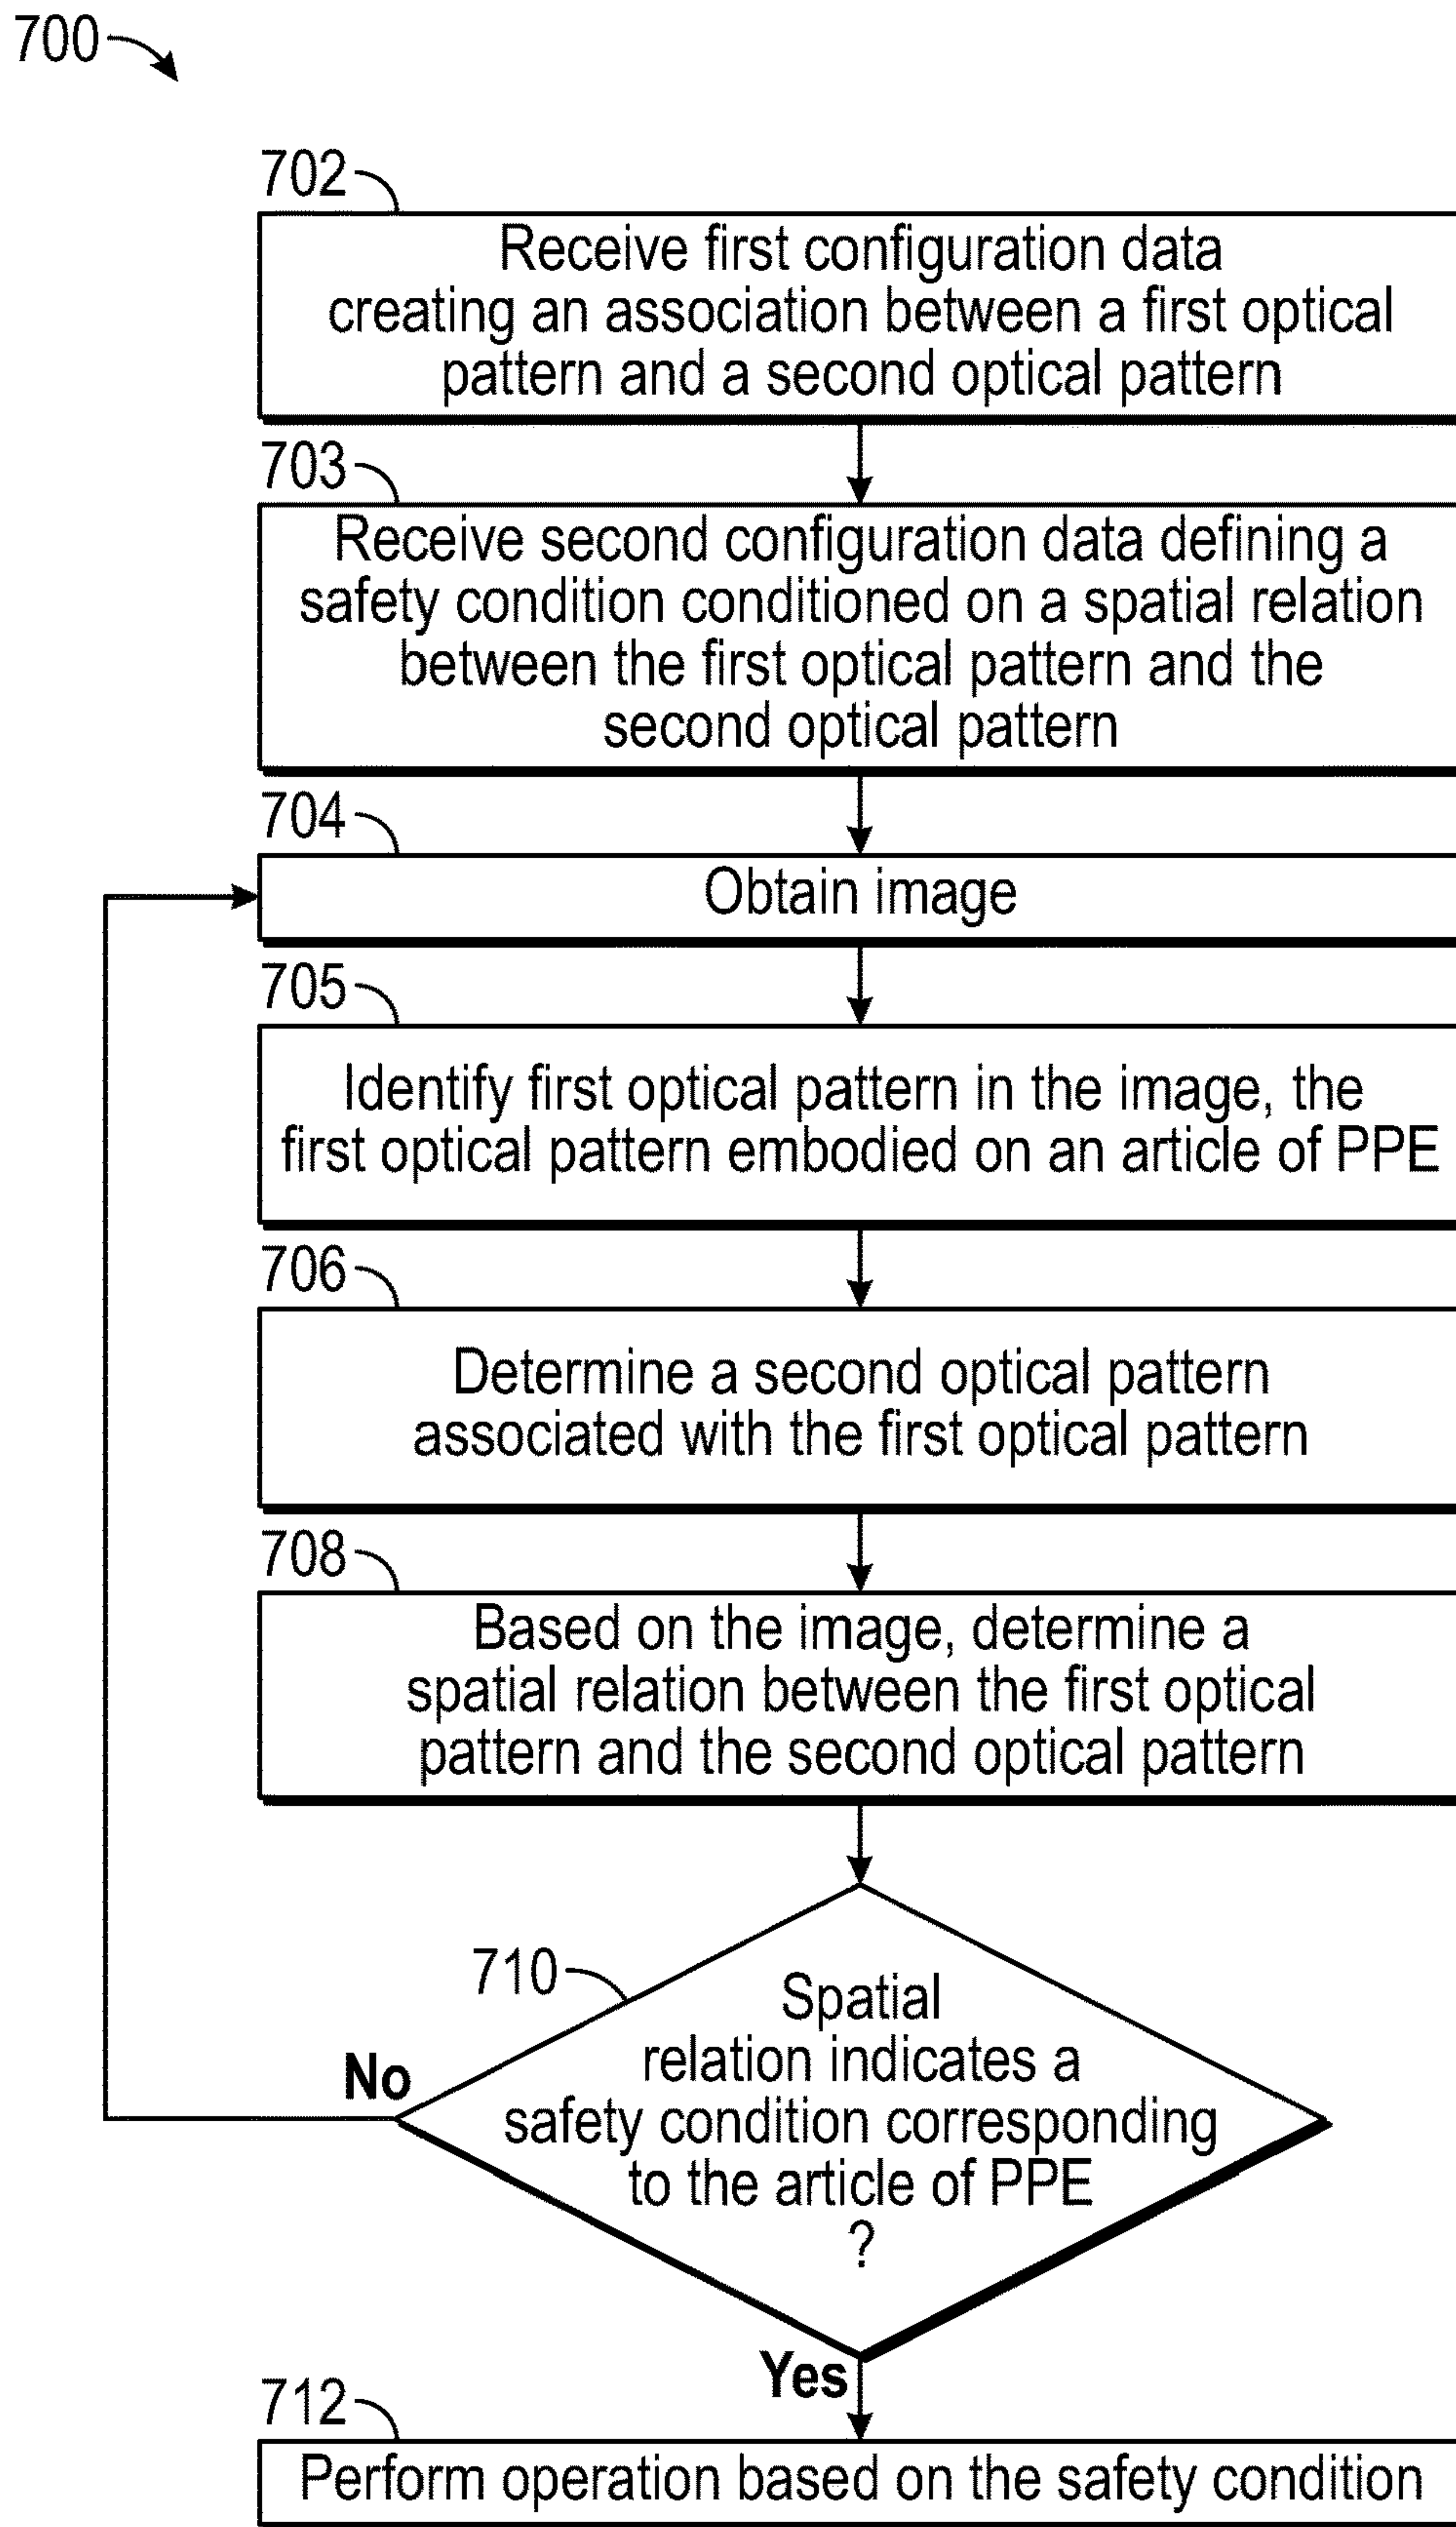 700
702
Receive first configuration data
creating an association between a first optical
pattern and a second optical pattern
703
Receive second configuration data defining a
safety condition conditioned on a spatial relation
between the first optical pattern and the
second optical pattern
704
Obtain image
705
Identify first optical pattern in the image, the
first optical pattern embodied on an article of PPE
706
Determine a second optical pattern
associated with the first optical pattern
708
Based on the image, determine a
spatial relation between the first optical
pattern and the second optical pattern
710
Spatial
relation indicates a
safety condition corresponding
to the article of PPE
?
No
Yes
712
Perform operation based on the safety condition